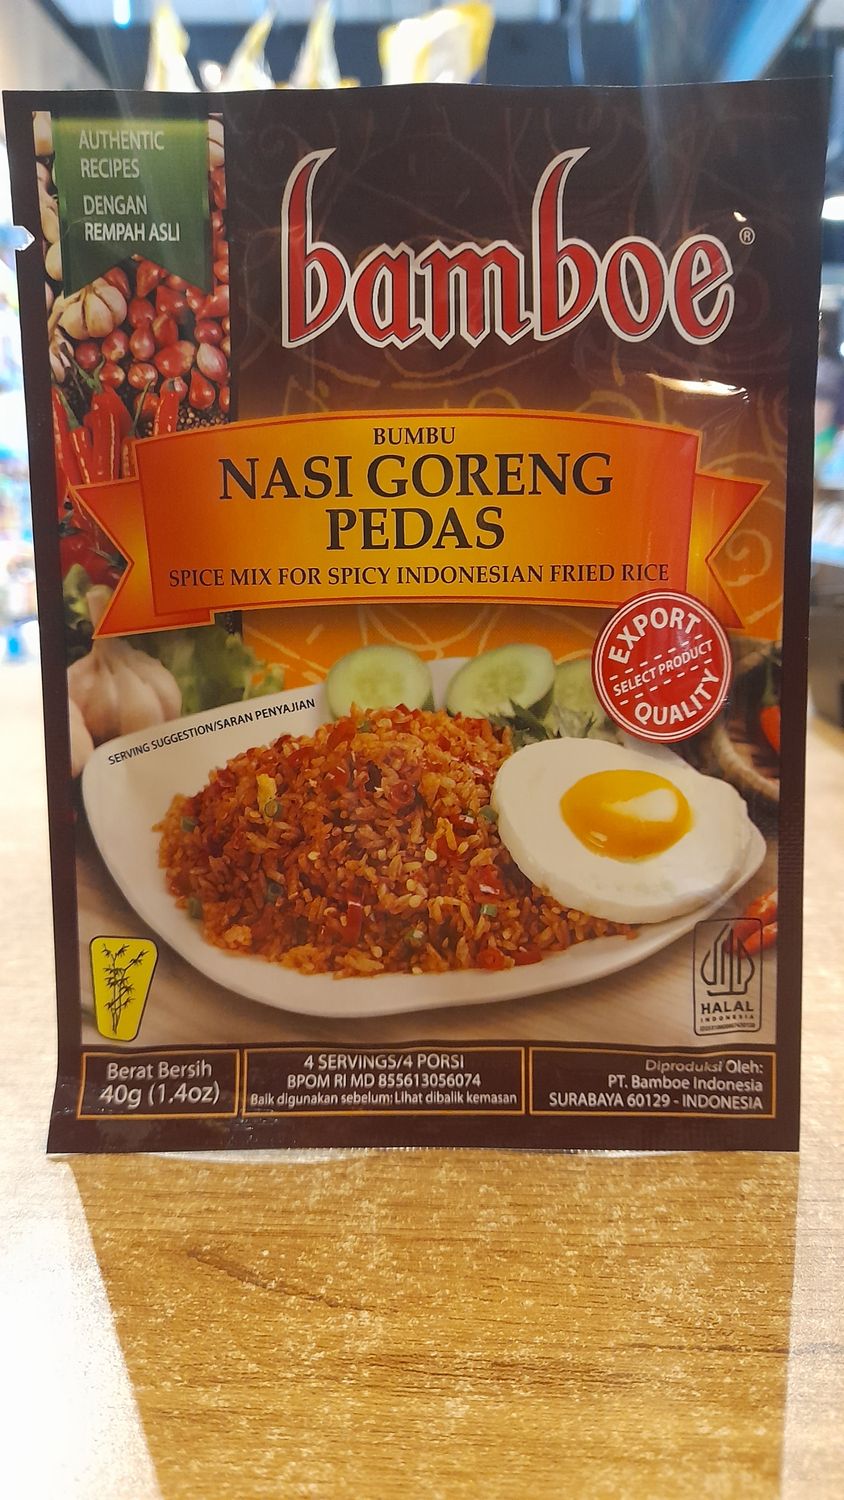 AUTHENTIC
RECIPES
DENGAN
REMPAH ASLI
bamboe®
BUMBU
NASI GORENG
PEDAS
SPICE MIX FOR SPICY INDONESIAN FRIED RICE
EXPORT
SELECT PRODUCT
QUALITY
SERVING SUGGESTION/SARAN PENYAJIAN
HALAL
INDONESIA
Berat Bersih
40g (1.4oz)
4 SERVINGS/4 PORSI
BPOM RI MD 855613056074
Baik digunakan sebelum: Lihat dibalik kemasan
Diproduksi Oleh:
PT. Bamboe Indonesia
SURABAYA 60129 - INDONESIA